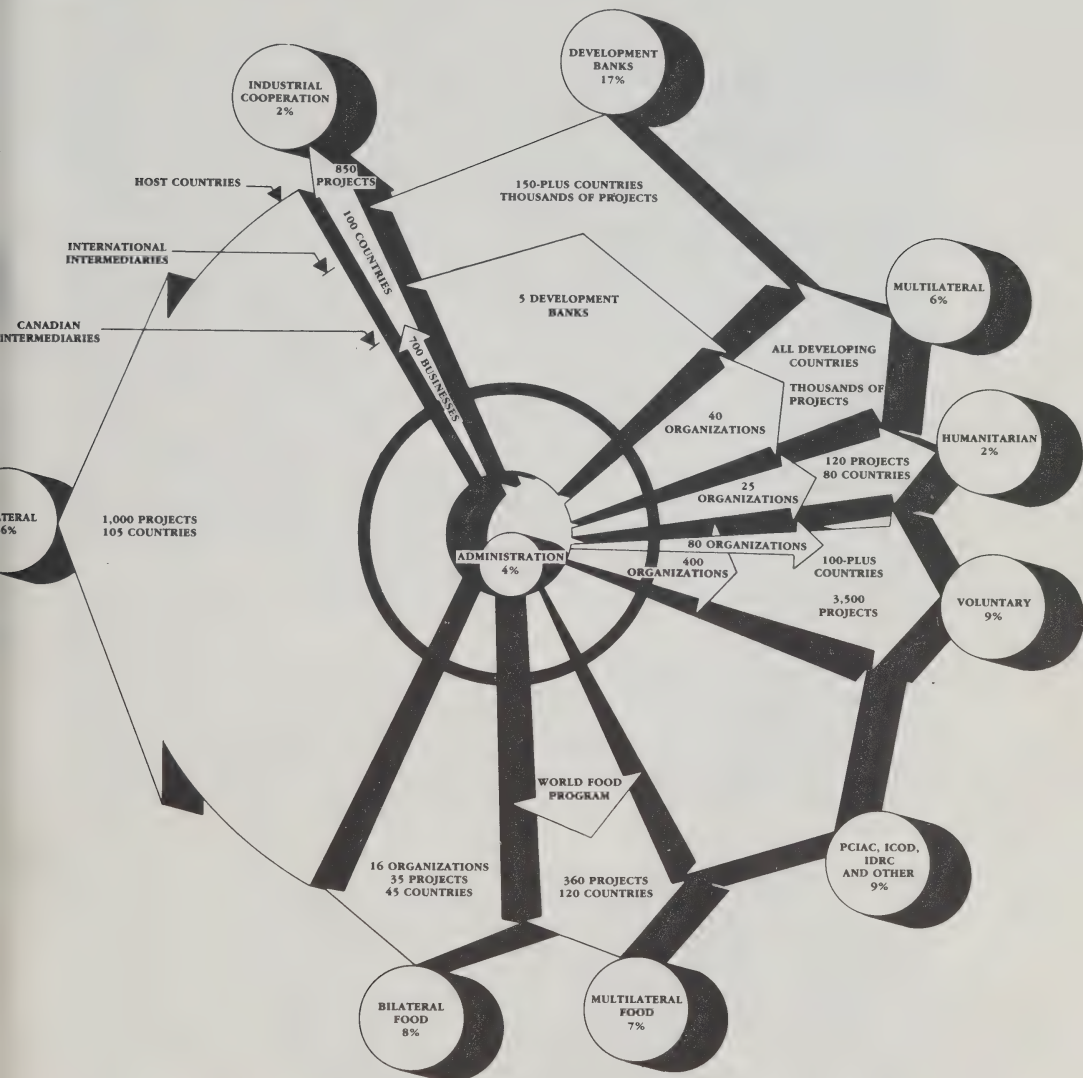 DEVELOPMENT
BANKS
17%
INDUSTRIAL
COOPERATION
2%
850
PROJECTS
HOST COUNTRIES
150-PLUS COUNTRIES
THOUSANDS OF PROJECTS
100 COUNTRIES
INTERNATIONAL
INTERMEDIARIES
MULTILATERAL
6%
5 DEVELOPMENT
BANKS
CANADIAN
INTERMEDIARIES
700 BUSINESSES
ALL DEVELOPING
COUNTRIES
THOUSANDS OF
PROJECTS
40
ORGANIZATIONS
HUMANITARIAN
2%
120 PROJECTS
80 COUNTRIES
25
ORGANIZATIONS
1,000 PROJECTS
105 COUNTRIES
80 ORGANIZATIONS
ADMINISTRATION
4%
400
ORGANIZATIONS
100-PLUS
COUNTRIES
3,500
PROJECTS
VOLUNTARY
9%
WORLD FOOD
PROGRAM
PCIAC, ICOD,
IDRC
AND OTHER
9%
16 ORGANIZATIONS
35 PROJECTS
45 COUNTRIES
360 PROJECTS
120 COUNTRIES
BILATERAL
FOOD
8%
MULTILATERAL
FOOD
7%